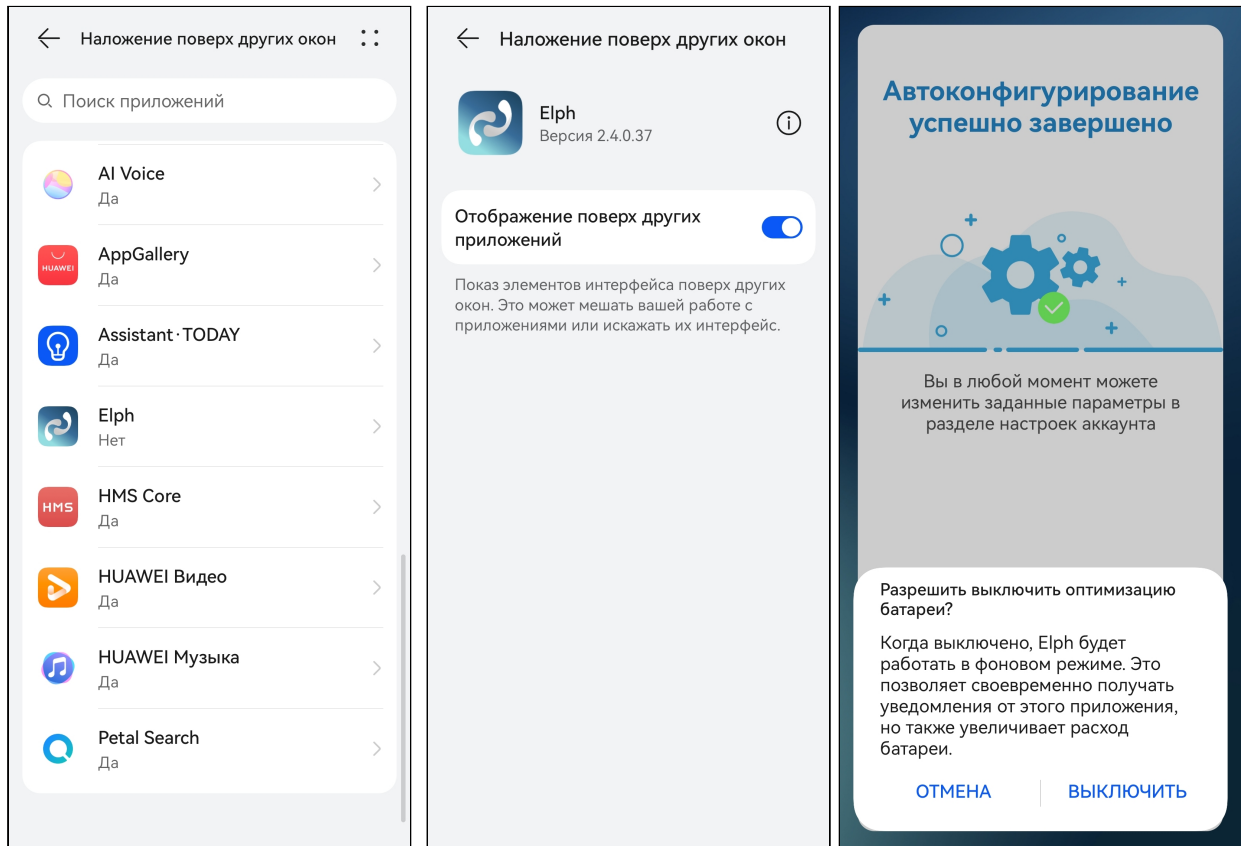 Наложение поверх других окон
Поиск приложений
AI Voice
Да
HUAWEI
AppGallery
Да
Assistant·TODAY
Да
Elph
Нет
HMS
HMS Core
Да
HUAWEI Видео
Да
HUAWEI Музыка
Да
Petal Search
Да
Наложение поверх других окон
Elph
Версия 2.4.0.37
Отображение поверх других
приложений
Показ элементов интерфейса поверх других
окон. Это может мешать вашей работе с
приложениями или искажать их интерфейс.
Автоконфигурирование
успешно завершено
Вы в любой момент можете
изменить заданные параметры в
разделе настроек аккаунта
Разрешить выключить оптимизацию
батареи?
Когда выключено, Elph будет
работать в фоновом режиме. Это
позволяет своевременно получать
уведомления от этого приложения,
но также увеличивает расход
батареи.
ОТМЕНА
ВЫКЛЮЧИТЬ